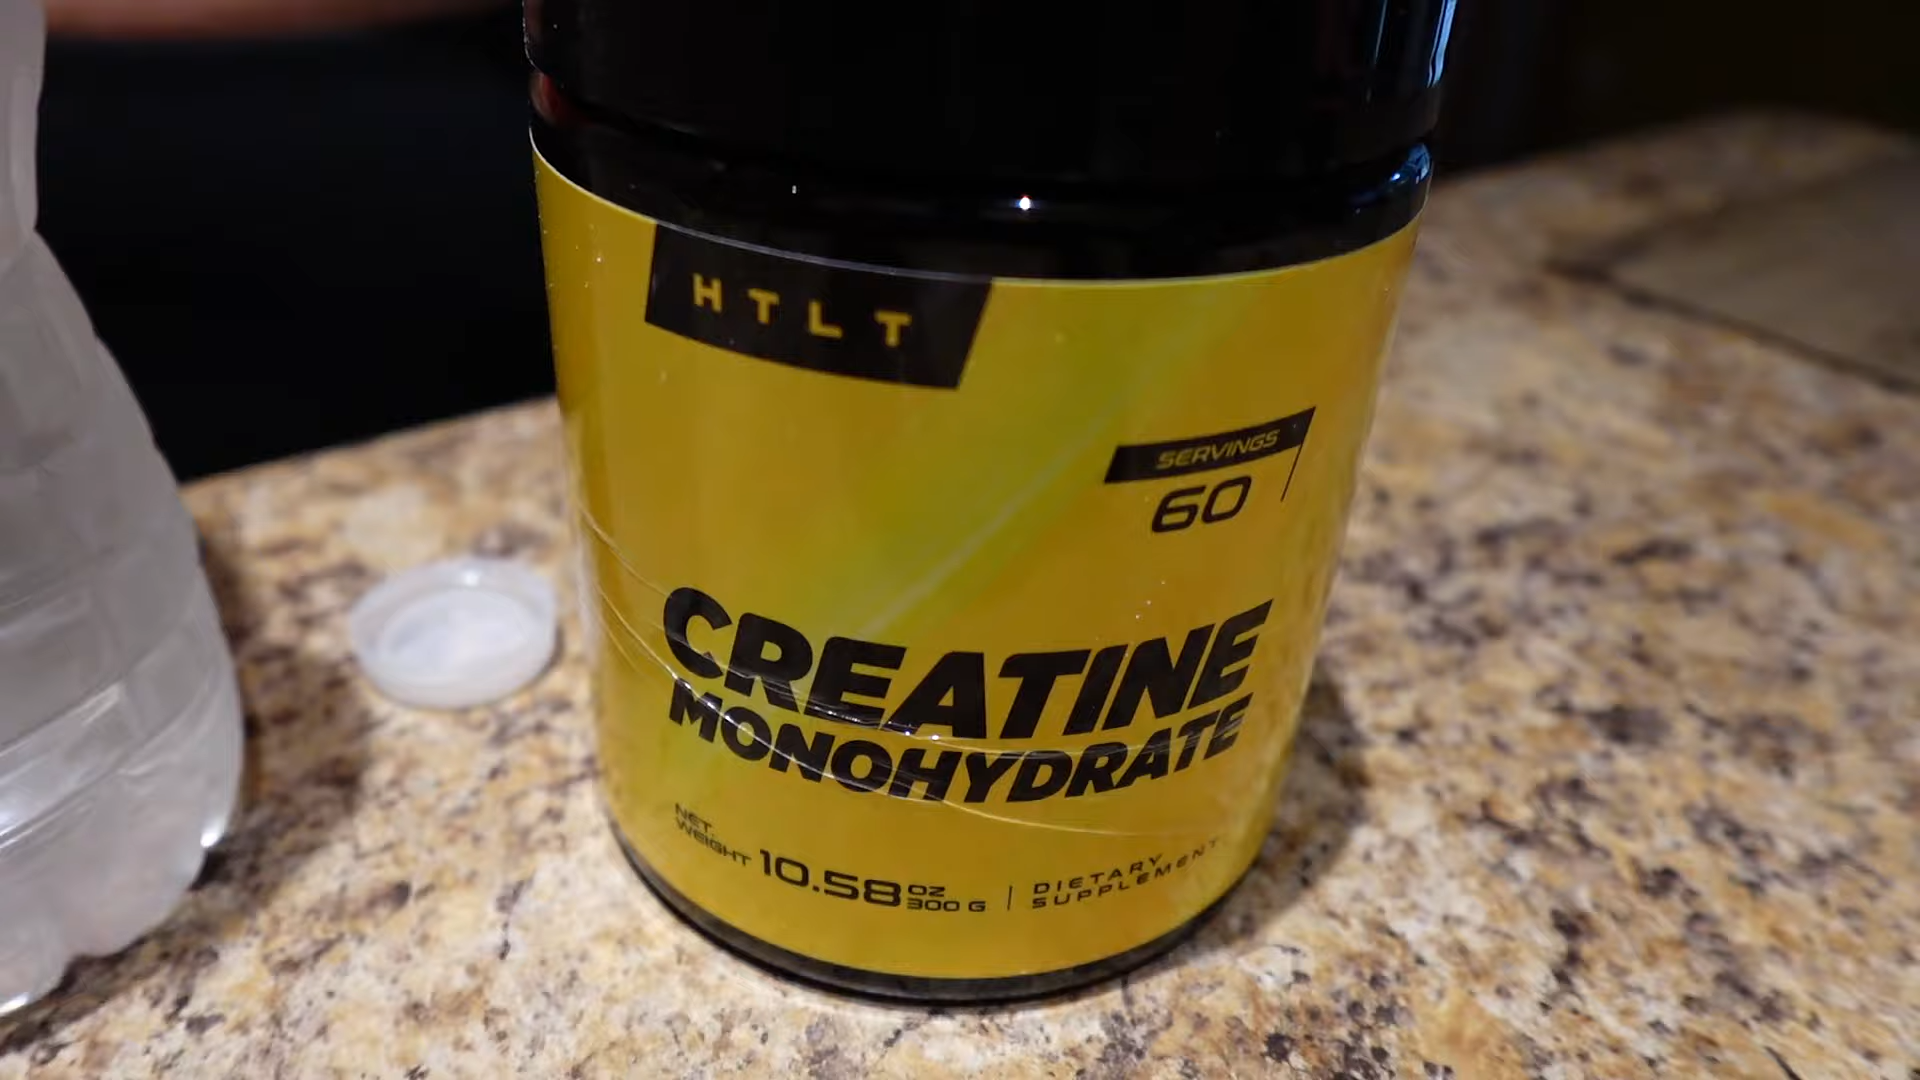 HTLT
SERVINGS
60
CREATINE
MONOHYDRATE
NET.
WEIGHT 10.58 OZ
300 G
DIETARY
SUPPLEMENT